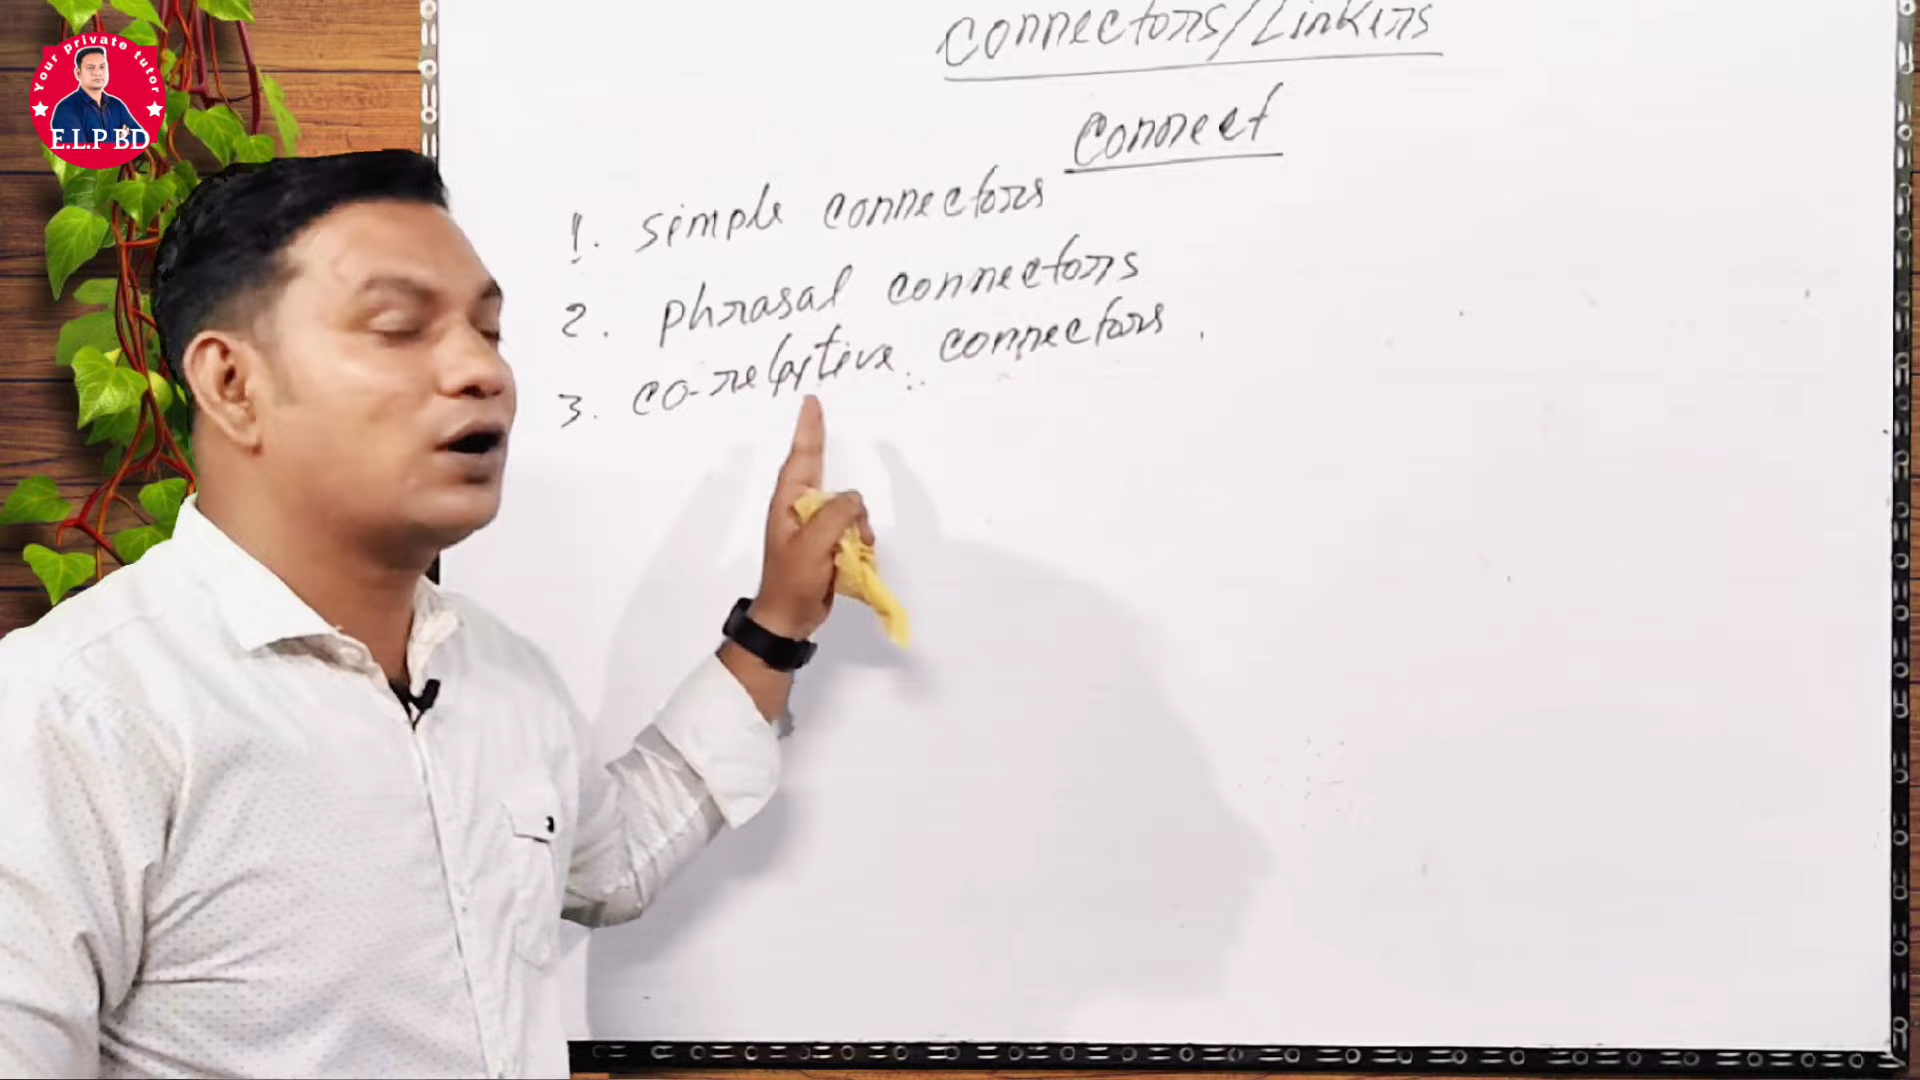 Your private tutor
E.L.P BD
Connectors/Linkers
Connect
1. simple connectors
2. phrasal connectors
3. co-relative connectors.